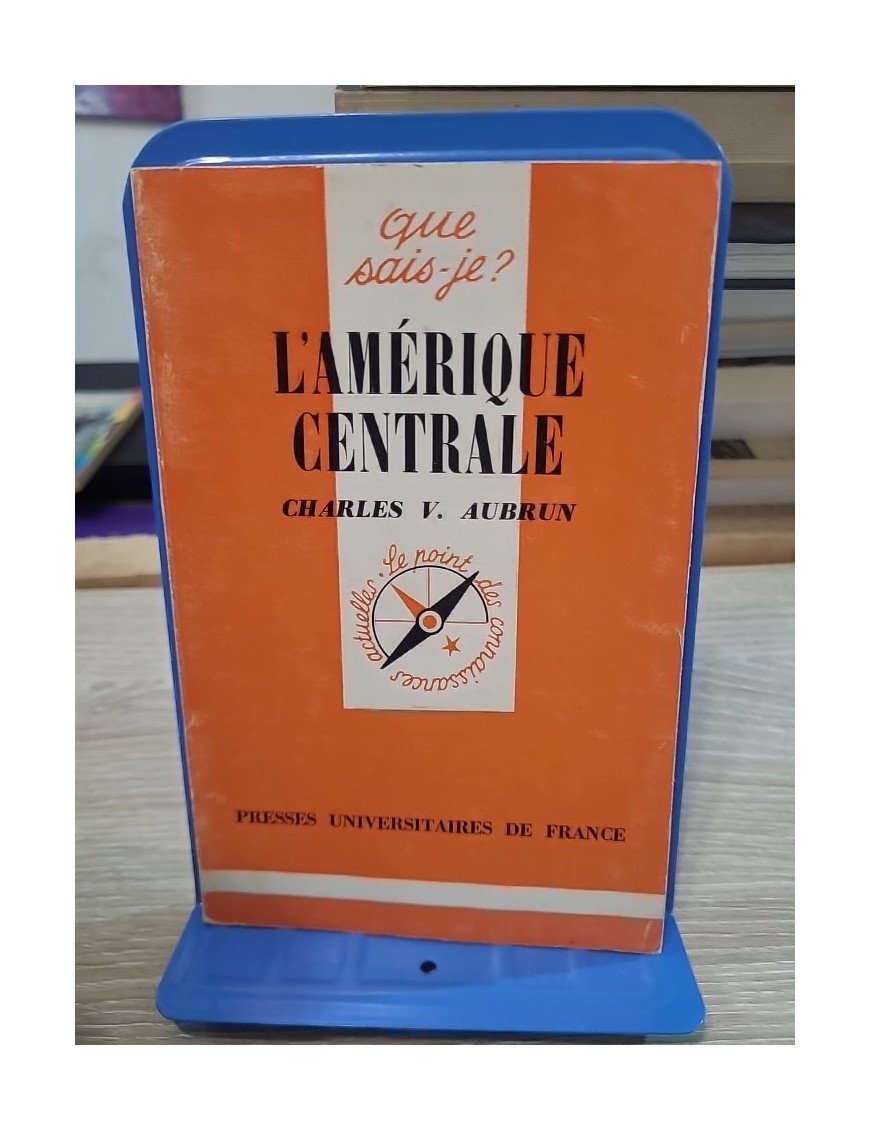 que
sais-je?
L'AMÉRIQUE
CENTRALE
CHARLES V. AUBRUN
Le point des connaissances actuelles.
PRESSES UNIVERSITAIRES DE FRANCE